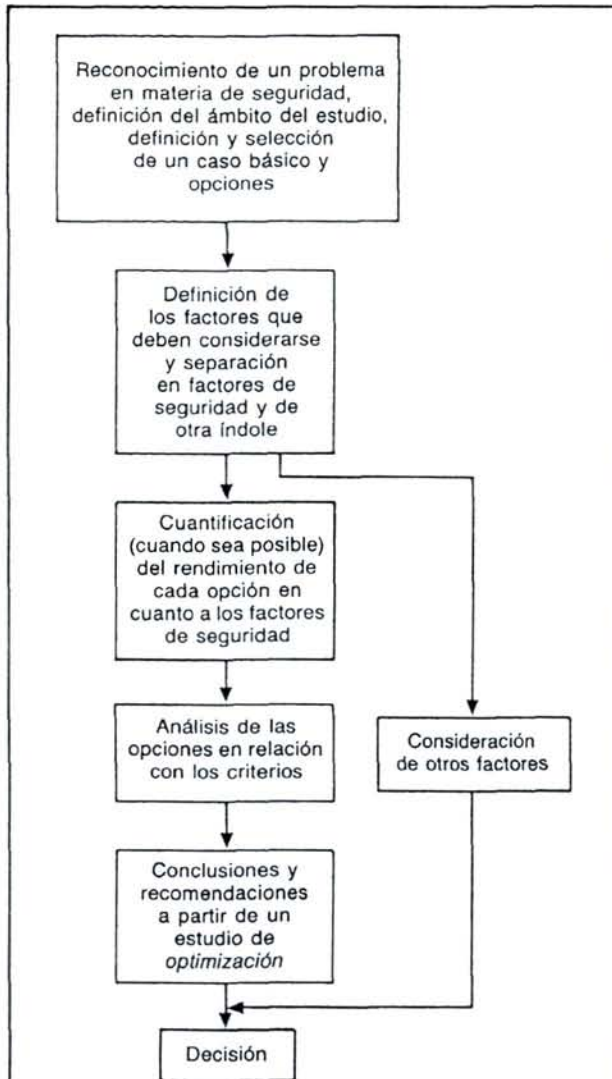 Reconocimiento de un problema
en materia de seguridad,
definición del ámbito del estudio,
definición y selección
de un caso básico y
opciones
Definición de
los factores que
deben considerarse
y separación
en factores de
seguridad y de
otra índole
Cuantificación
(cuando sea posible)
del rendimiento de
cada opción en
cuanto a los factores
de seguridad
Análisis de las
opciones en relación
con los criterios
Consideración
de otros factores
Conclusiones y
recomendaciones
a partir de un
estudio de
optimización
Decisión